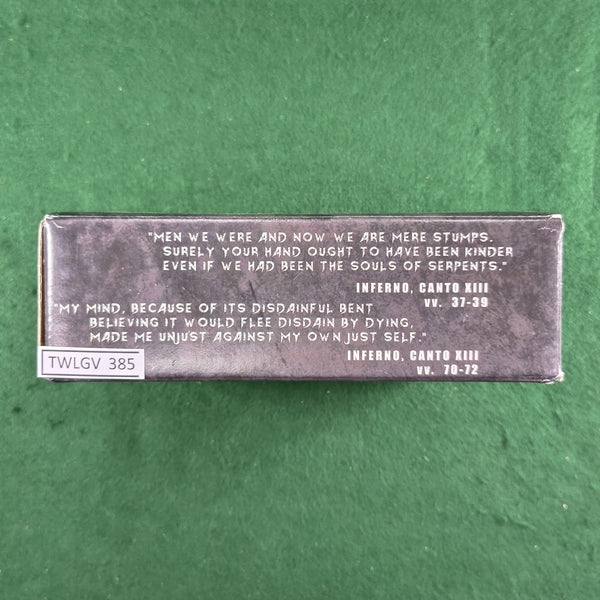 "MEN WE WERE AND NOW WE ARE MERE STUMPS.
SURELY YOUR HAND OUGHT TO HAVE BEEN KINDER
EVEN IF WE HAD BEEN THE SOULS OF SERPENTS."
INFERNO, CANTO XIII
vv. 37-39
"MY MIND, BECAUSE OF ITS DISDAINFUL BENT
BELIEVING IT WOULD FLEE DISDAIN BY DYING,
MADE ME UNJUST AGAINST MY OWN JUST SELF."
INFERNO, CANTO XIII
vv. 70-72
TWLGV 385